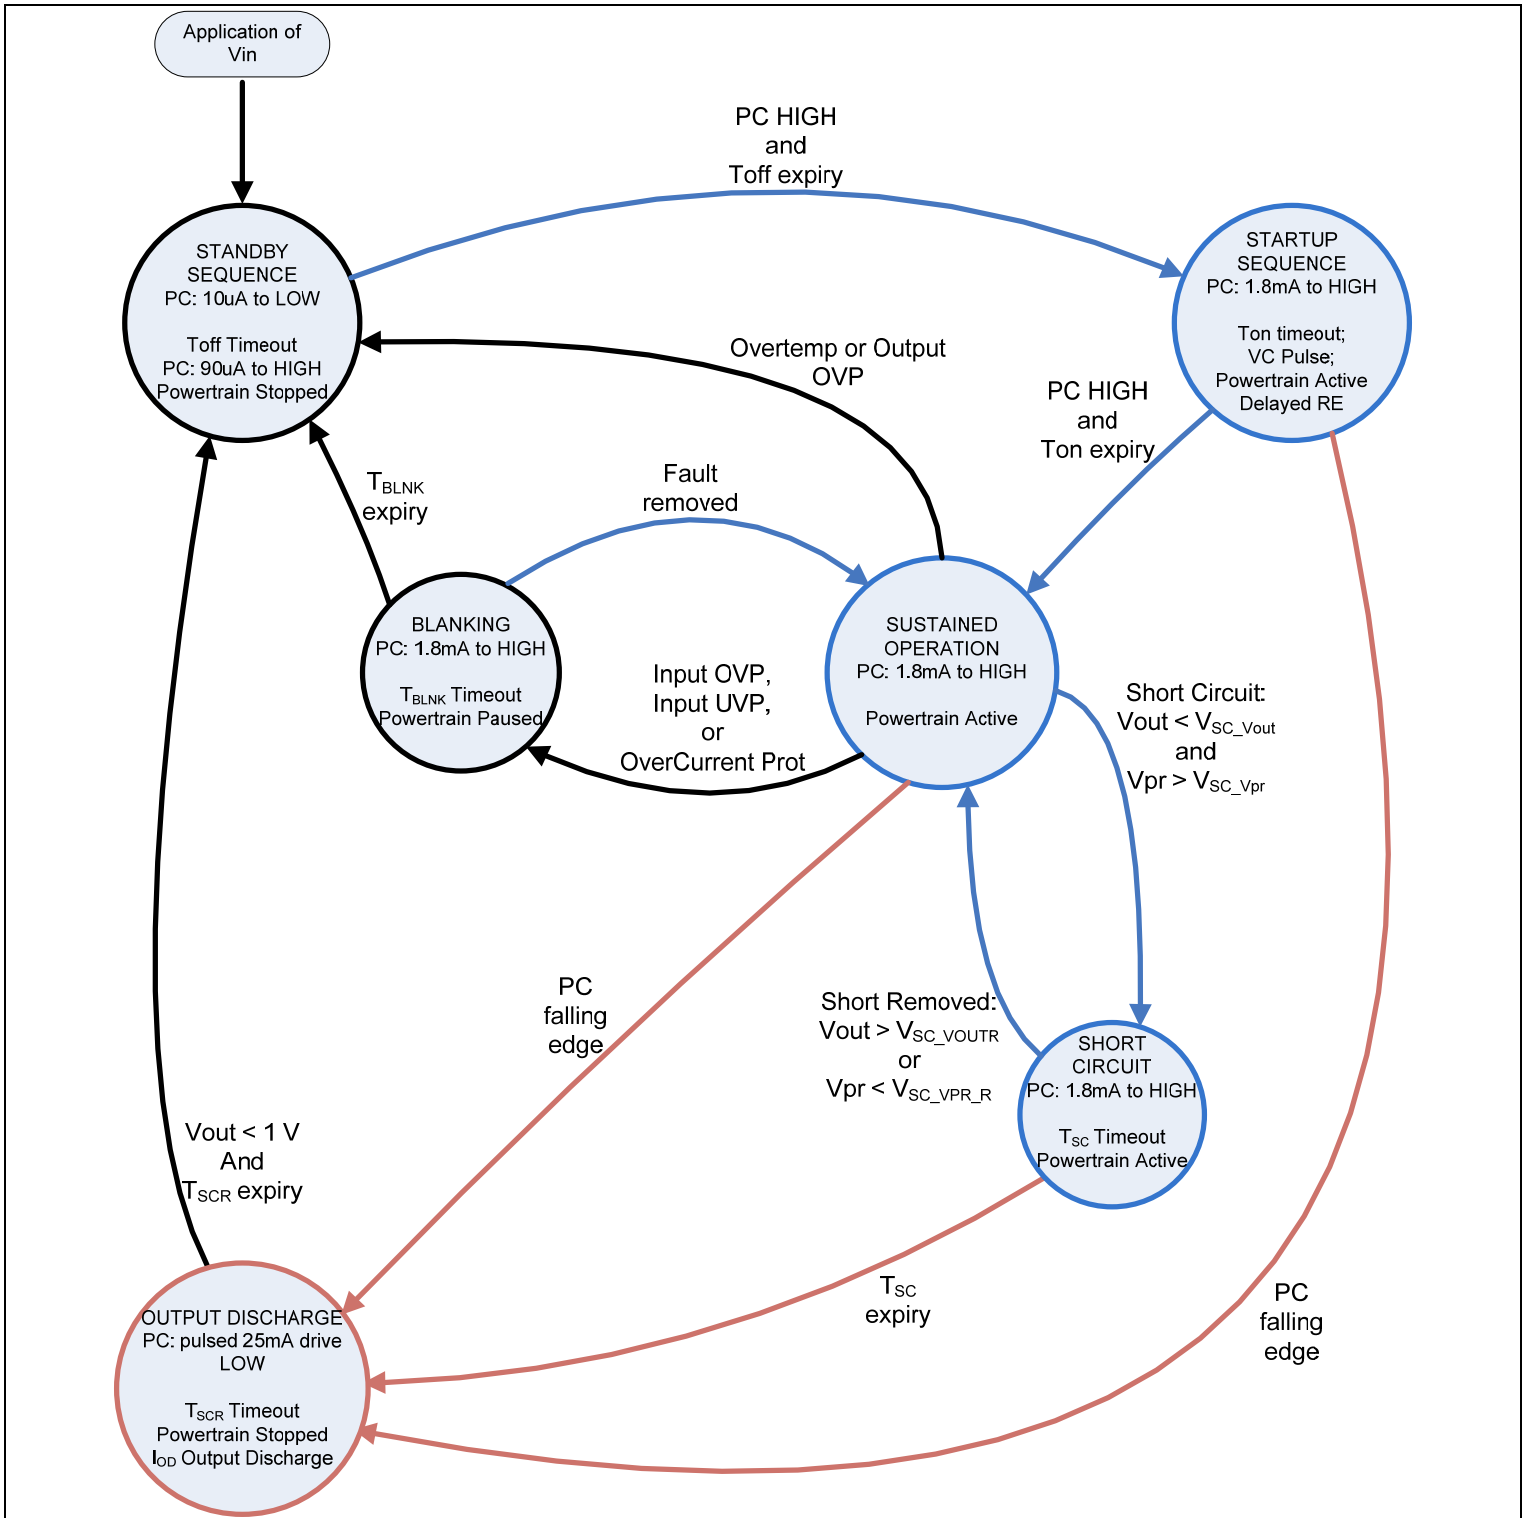 Application of
Vin
PC HIGH
and
Toff expiry
STANDBY
SEQUENCE
PC: 10uA to LOW
Toff Timeout
PC: 90uA to HIGH
Powertrain Stopped
STARTUP
SEQUENCE
PC: 1.8mA to HIGH
Ton timeout;
VC Pulse;
Powertrain Active
Delayed RE
Overtemp or Output
OVP
PC HIGH
and
Ton expiry
TBLNK
expiry
Fault
removed
BLANKING
PC: 1.8mA to HIGH
TBLNK Timeout
Powertrain Paused
Input OVP,
Input UVP,
or
OverCurrent Prot
SUSTAINED
OPERATION
PC: 1.8mA to HIGH
Powertrain Active
Short Circuit:
Vout < VSC_Vout
and
Vpr > VSC_Vpr
PC
falling
edge
Short Removed:
Vout > VSC_VOUTR
or
Vpr < VSC_VPR_R
SHORT
CIRCUIT
PC: 1.8mA to HIGH
TSC Timeout
Powertrain Active
Vout < 1 V
And
TSCR expiry
TSC
expiry
PC
falling
edge
OUTPUT DISCHARGE
PC: pulsed 25mA drive
LOW
TSCR Timeout
Powertrain Stopped
IOD Output Discharge